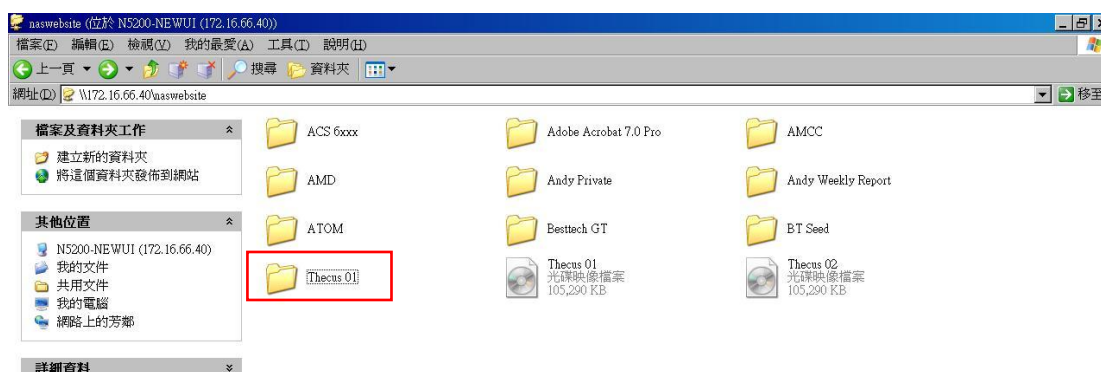 naswebsite (位於 N5200-NEWUI (172.16.66.40))
檔案(F) 編輯(E) 檢視(V) 我的最愛(A) 工具(T) 說明(H)
上一頁 搜尋 資料夾
網址(D) \\172.16.66.40\naswebsite 移至
檔案及資料夾工作
建立新的資料夾
將這個資料夾發佈到網站
其他位置
N5200-NEWUI (172.16.66.40)
我的文件
共用文件
我的電腦
網路上的芳鄰
詳細資料
ACS 6xxx
Adobe Acrobat 7.0 Pro
AMCC
AMD
Andy Private
Andy Weekly Report
ATOM
Besttech GT
BT Seed
Thecus 01
Thecus 01
光碟映像檔案
105,290 KB
Thecus 02
光碟映像檔案
105,290 KB